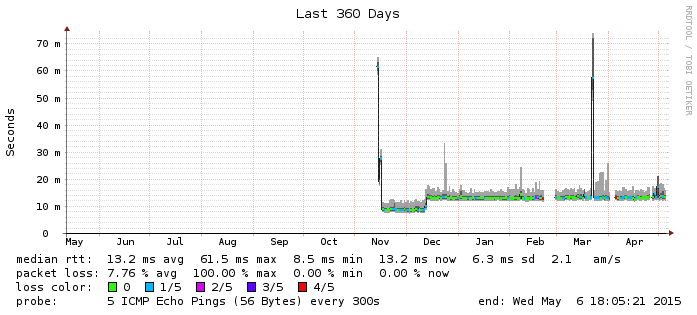 Last 360 Days
RRDTOOL / TOBI OETIKER
Seconds
70 m
60 m
50 m
40 m
30 m
20 m
10 m
0
May Jun Jul Aug Sep Oct Nov Dec Jan Feb Mar Apr
median rtt: 13.2 ms avg 61.5 ms max 8.5 ms min 13.2 ms now 6.3 ms sd 2.1 am/s
packet loss: 7.76 % avg 100.00 % max 0.00 % min 0.00 % now
loss color: 0 1/5 2/5 3/5 4/5
probe: 5 ICMP Echo Pings (56 Bytes) every 300s end: Wed May 6 18:05:21 2015